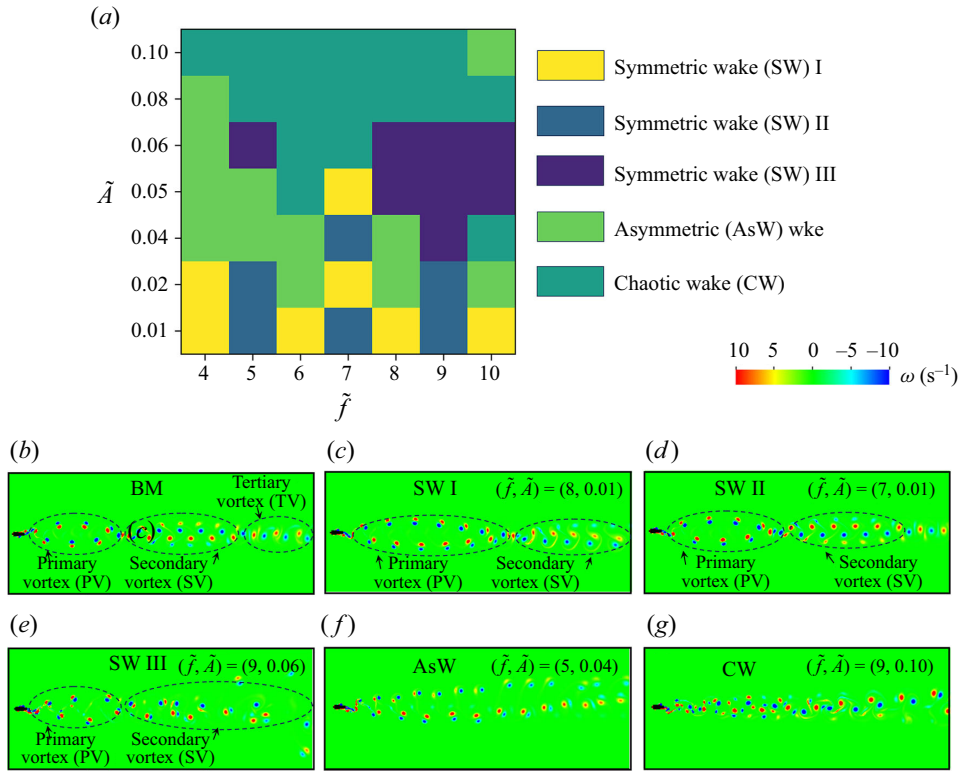 (a)
0.10
0.08
0.06
0.05
0.04
0.02
0.01
Ã
4 5 6 7 8 9 10
f̃
Symmetric wake (SW) I
Symmetric wake (SW) II
Symmetric wake (SW) III
Asymmetric (AsW) wke
Chaotic wake (CW)
10 5 0 −5 −10
ω (s⁻¹)
(b)
BM
Tertiary
vortex (TV)
(c)
Primary
vortex (PV)
Secondary
vortex (SV)
(c)
SW I
(f̃, Ã) = (8, 0.01)
Primary
vortex (PV)
Secondary
vortex (SV)
(d)
SW II
(f̃, Ã) = (7, 0.01)
Primary
vortex (PV)
Secondary
vortex (SV)
(e)
SW III
(f̃, Ã) = (9, 0.06)
Primary
vortex (PV)
Secondary
vortex (SV)
(f)
AsW
(f̃, Ã) = (5, 0.04)
(g)
CW
(f̃, Ã) = (9, 0.10)